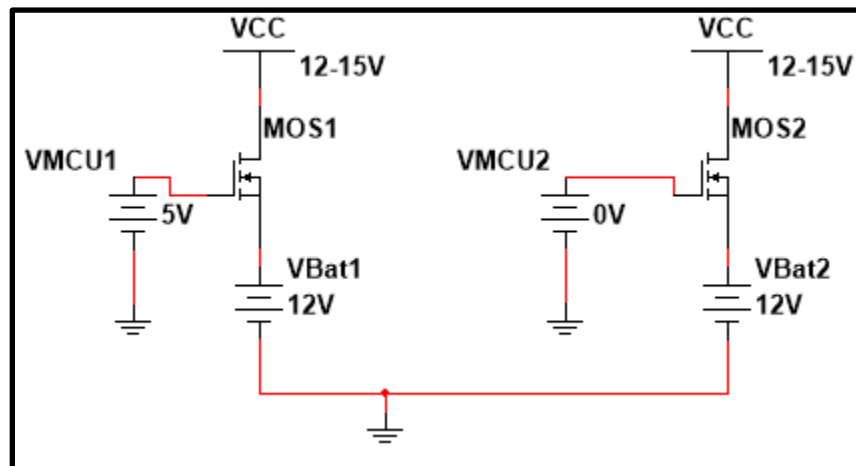 VCC
12-15V
MOS1
VMCU1
5V
VBat1
12V
VCC
12-15V
MOS2
VMCU2
0V
VBat2
12V